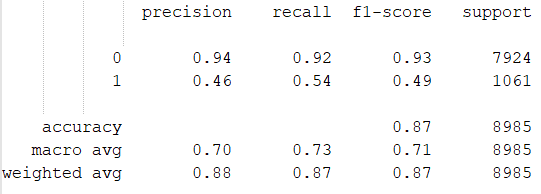 precision recall f1-score support
0 0.94 0.92 0.93 7924
1 0.46 0.54 0.49 1061
accuracy 0.87 8985
macro avg 0.70 0.73 0.71 8985
weighted avg 0.88 0.87 0.87 8985